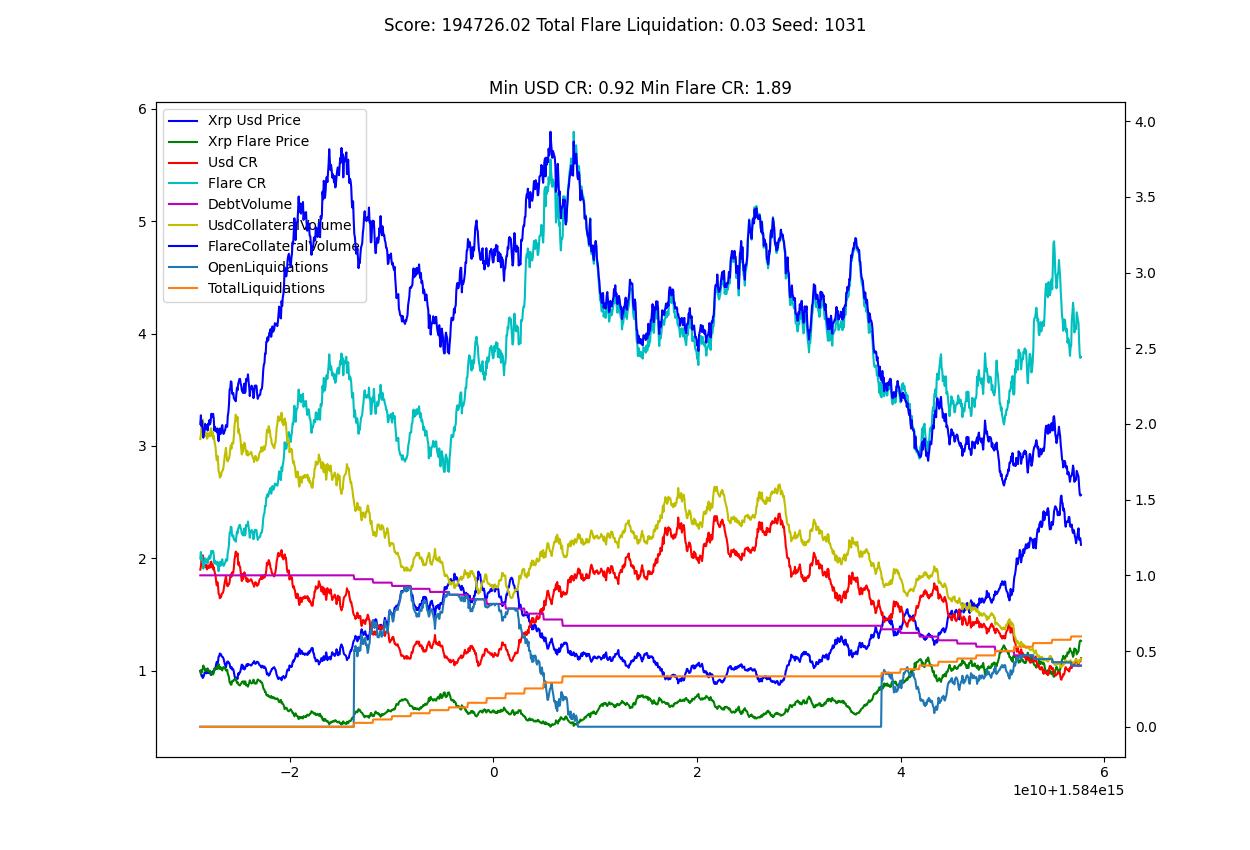 Score: 194726.02 Total Flare Liquidation: 0.03 Seed: 1031
Min USD CR: 0.92 Min Flare CR: 1.89
Xrp Usd Price
Xrp Flare Price
Usd CR
Flare CR
DebtVolume
UsdCollateralVolume
FlareCollateralVolume
OpenLiquidations
TotalLiquidations
6
5
4
3
2
1
4.0
3.5
3.0
2.5
2.0
1.5
1.0
0.5
0.0
−2 0 2 4 6
1e10+1.584e15